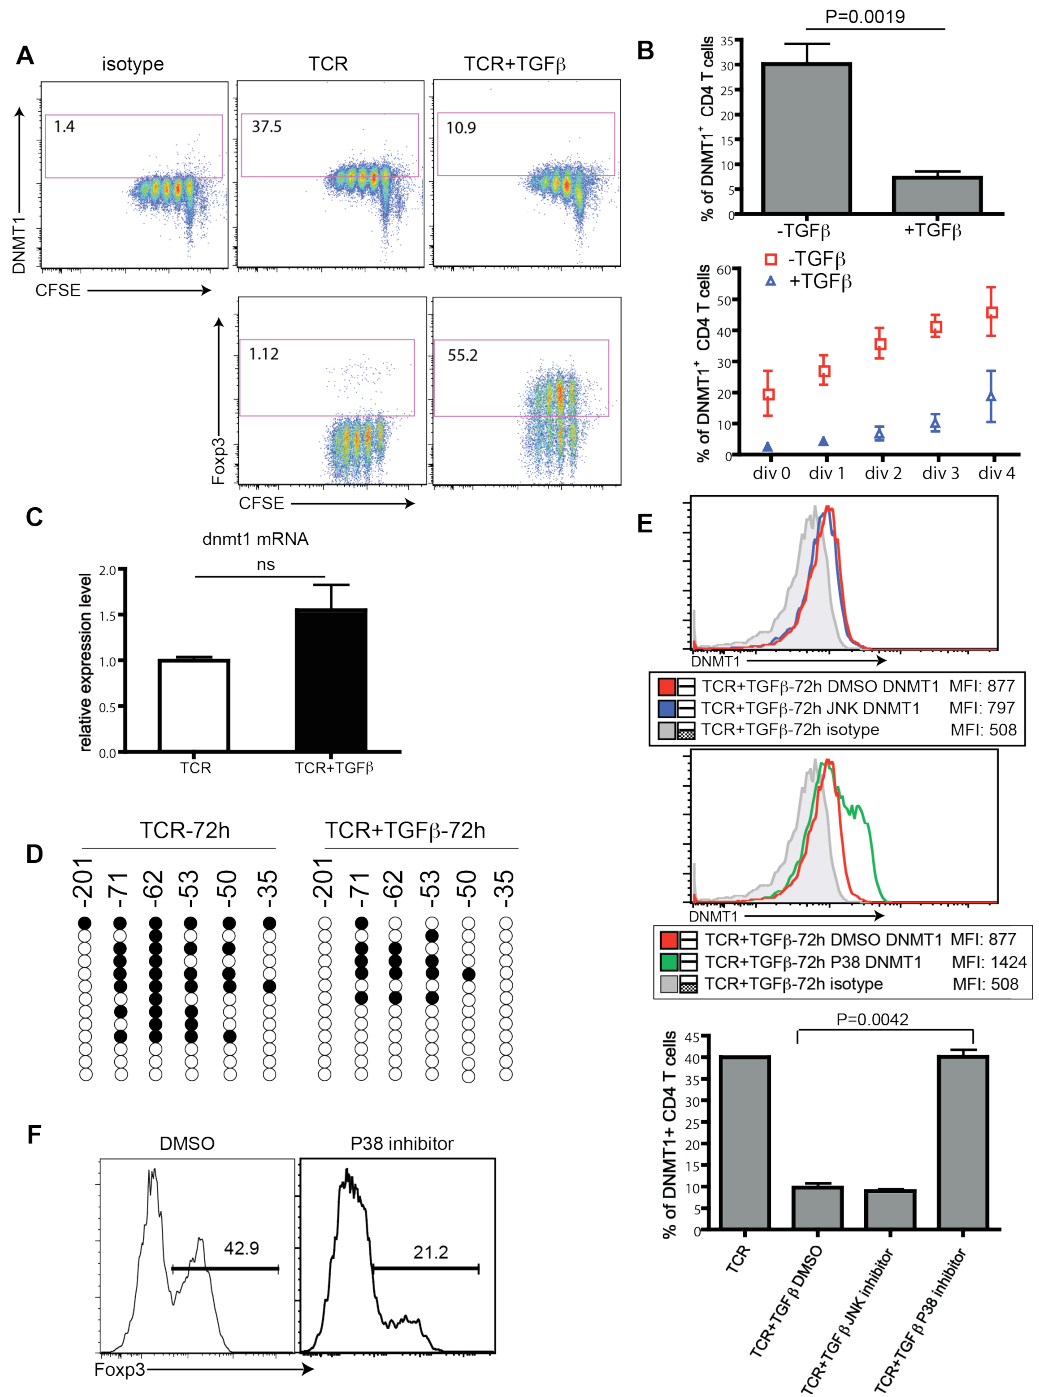 A
isotype
TCR
TCR+TGFβ
1.4
37.5
10.9
DNMT1
CFSE
1.12
55.2
Foxp3
CFSE
B
P=0.0019
% of DNMT1+ CD4 T cells
35
30
25
20
15
10
5
0
-TGFβ
+TGFβ
-TGFβ
+TGFβ
% of DNMT1+ CD4 T cells
60
50
40
30
20
10
0
div 0
div 1
div 2
div 3
div 4
C
dnmt1 mRNA
ns
relative expression level
2.0
1.5
1.0
0.5
0.0
TCR
TCR+TGFβ
D
TCR-72h
TCR+TGFβ-72h
-201
-71
-62
-53
-50
-35
-201
-71
-62
-53
-50
-35
E
DNMT1
TCR+TGFβ-72h DMSO DNMT1 MFI: 877
TCR+TGFβ-72h JNK DNMT1 MFI: 797
TCR+TGFβ-72h isotype MFI: 508
DNMT1
TCR+TGFβ-72h DMSO DNMT1 MFI: 877
TCR+TGFβ-72h P38 DNMT1 MFI: 1424
TCR+TGFβ-72h isotype MFI: 508
P=0.0042
% of DNMT1+ CD4 T cells
45
40
35
30
25
20
15
10
5
0
TCR
TCR+TGFβ DMSO
TCR+TGFβ JNK inhibitor
TCR+TGFβ P38 inhibitor
F
DMSO
P38 inhibitor
42.9
21.2
Foxp3